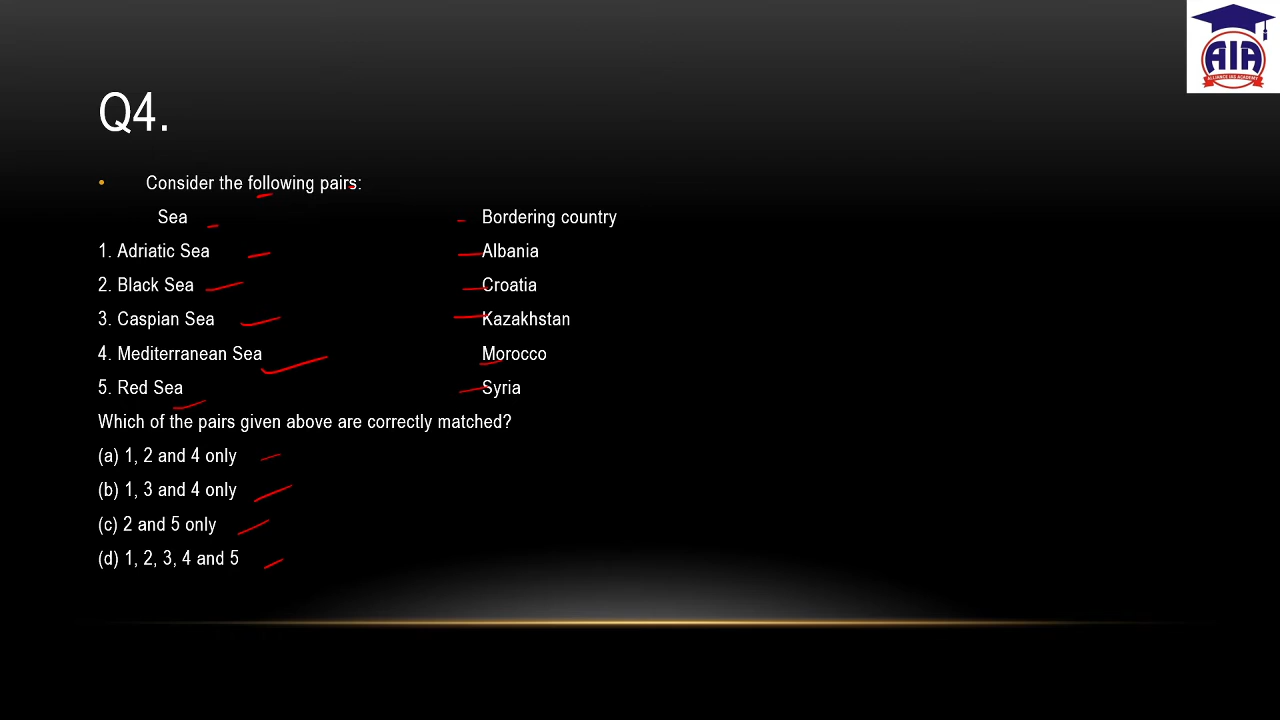 AIA
ALLIANCE IAS ACADEMY
Q4.
• Consider the following pairs:
Sea Bordering country
1. Adriatic Sea Albania
2. Black Sea Croatia
3. Caspian Sea Kazakhstan
4. Mediterranean Sea Morocco
5. Red Sea Syria
Which of the pairs given above are correctly matched?
(a) 1, 2 and 4 only
(b) 1, 3 and 4 only
(c) 2 and 5 only
(d) 1, 2, 3, 4 and 5